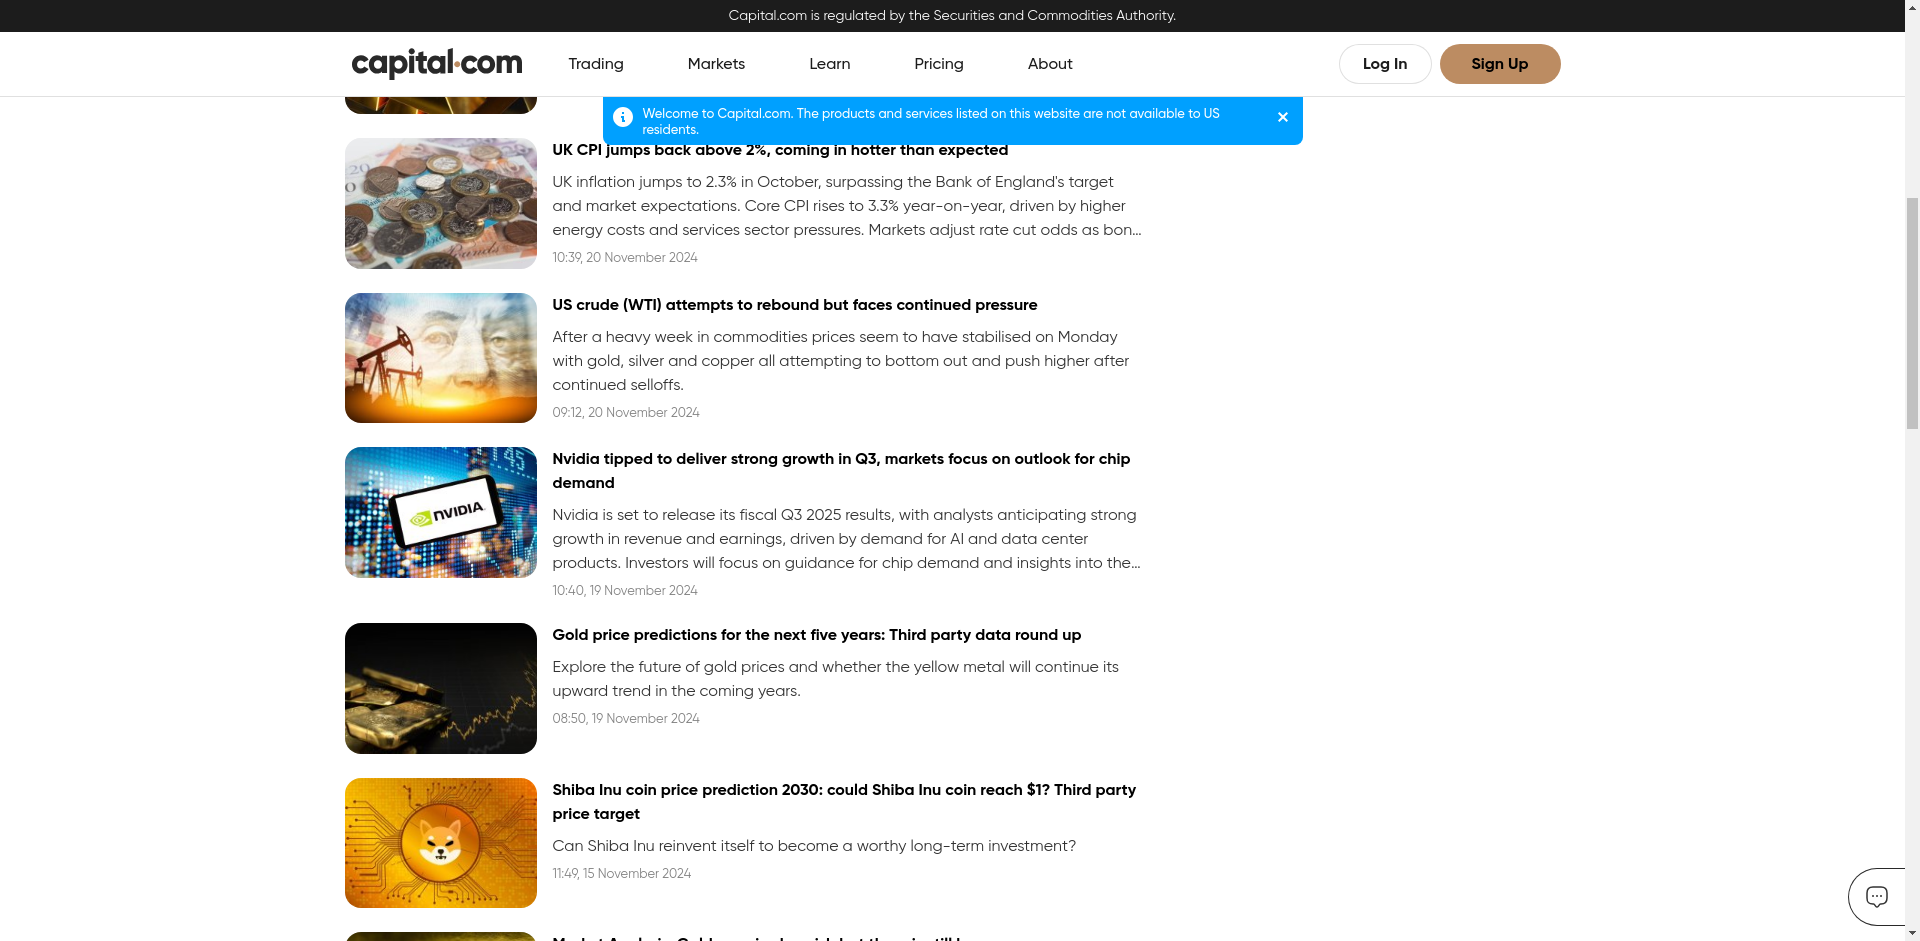 Capital.com is regulated by the Securities and Commodities Authority.
capital.com
Trading
Markets
Learn
Pricing
About
Log In
Sign Up
Welcome to Capital.com. The products and services listed on this website are not available to US
residents.
UK CPI jumps back above 2%, coming in hotter than expected
UK inflation jumps to 2.3% in October, surpassing the Bank of England's target
and market expectations. Core CPI rises to 3.3% year-on-year, driven by higher
energy costs and services sector pressures. Markets adjust rate cut odds as bon...
10:39, 20 November 2024
US crude (WTI) attempts to rebound but faces continued pressure
After a heavy week in commodities prices seem to have stabilised on Monday
with gold, silver and copper all attempting to bottom out and push higher after
continued selloffs.
09:12, 20 November 2024
NVIDIA
Nvidia tipped to deliver strong growth in Q3, markets focus on outlook for chip
demand
Nvidia is set to release its fiscal Q3 2025 results, with analysts anticipating strong
growth in revenue and earnings, driven by demand for AI and data center
products. Investors will focus on guidance for chip demand and insights into the...
10:40, 19 November 2024
Gold price predictions for the next five years: Third party data round up
Explore the future of gold prices and whether the yellow metal will continue its
upward trend in the coming years.
08:50, 19 November 2024
Shiba Inu coin price prediction 2030: could Shiba Inu coin reach $1? Third party
price target
Can Shiba Inu reinvent itself to become a worthy long-term investment?
11:49, 15 November 2024